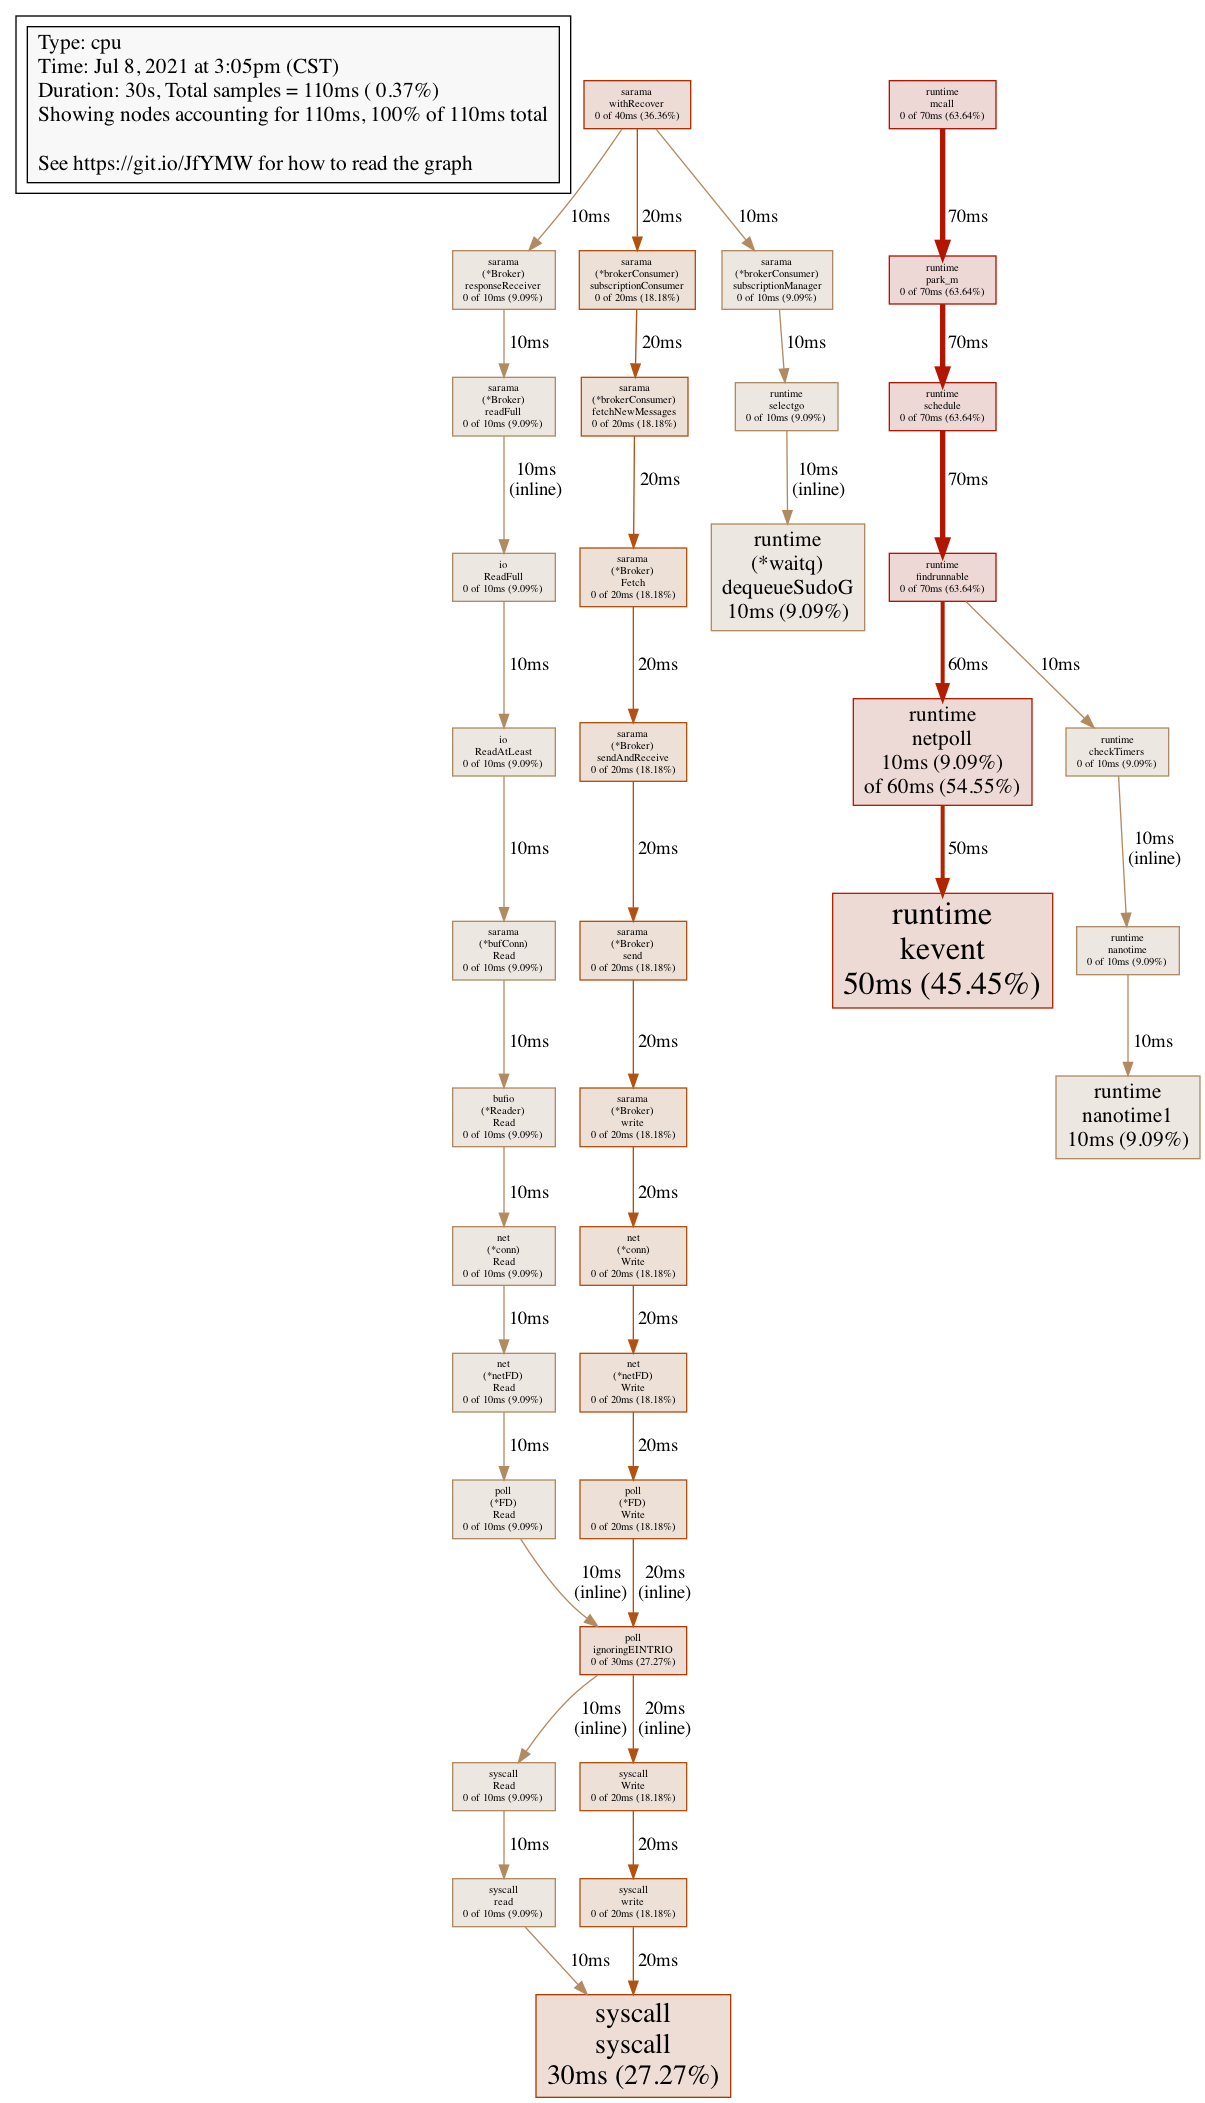 Type: cpu
Time: Jul 8, 2021 at 3:05pm (CST)
Duration: 30s, Total samples = 110ms ( 0.37%)
Showing nodes accounting for 110ms, 100% of 110ms total
See https://git.io/JfYMW for how to read the graph
sarama
withRecover
0 of 40ms (36.36%)
runtime
mcall
0 of 70ms (63.64%)
10ms
20ms
10ms
70ms
sarama
(*Broker)
responseReceiver
0 of 10ms (9.09%)
sarama
(*brokerConsumer)
subscriptionConsumer
0 of 20ms (18.18%)
sarama
(*brokerConsumer)
subscriptionManager
0 of 10ms (9.09%)
runtime
park_m
0 of 70ms (63.64%)
10ms
20ms
10ms
70ms
sarama
(*Broker)
readFull
0 of 10ms (9.09%)
sarama
(*brokerConsumer)
fetchNewMessages
0 of 20ms (18.18%)
runtime
selectgo
0 of 10ms (9.09%)
runtime
schedule
0 of 70ms (63.64%)
10ms
(inline)
20ms
10ms
(inline)
70ms
io
ReadFull
0 of 10ms (9.09%)
sarama
(*Broker)
Fetch
0 of 20ms (18.18%)
runtime
(*waitq)
dequeueSudoG
10ms (9.09%)
runtime
findrunnable
0 of 70ms (63.64%)
10ms
20ms
60ms
10ms
io
ReadAtLeast
0 of 10ms (9.09%)
sarama
(*Broker)
sendAndReceive
0 of 20ms (18.18%)
runtime
netpoll
10ms (9.09%)
of 60ms (54.55%)
runtime
checkTimers
0 of 10ms (9.09%)
10ms
20ms
50ms
10ms
(inline)
sarama
(*bufConn)
Read
0 of 10ms (9.09%)
sarama
(*Broker)
send
0 of 20ms (18.18%)
runtime
kevent
50ms (45.45%)
runtime
nanotime
0 of 10ms (9.09%)
10ms
20ms
10ms
bufio
(*Reader)
Read
0 of 10ms (9.09%)
sarama
(*Broker)
write
0 of 20ms (18.18%)
runtime
nanotime1
10ms (9.09%)
10ms
20ms
net
(*conn)
Read
0 of 10ms (9.09%)
net
(*conn)
Write
0 of 20ms (18.18%)
10ms
20ms
net
(*netFD)
Read
0 of 10ms (9.09%)
net
(*netFD)
Write
0 of 20ms (18.18%)
10ms
20ms
poll
(*FD)
Read
0 of 10ms (9.09%)
poll
(*FD)
Write
0 of 20ms (18.18%)
10ms
(inline)
20ms
(inline)
poll
ignoringEINTRIO
0 of 30ms (27.27%)
10ms
(inline)
20ms
(inline)
syscall
Read
0 of 10ms (9.09%)
syscall
Write
0 of 20ms (18.18%)
10ms
20ms
syscall
read
0 of 10ms (9.09%)
syscall
write
0 of 20ms (18.18%)
10ms
20ms
syscall
syscall
30ms (27.27%)